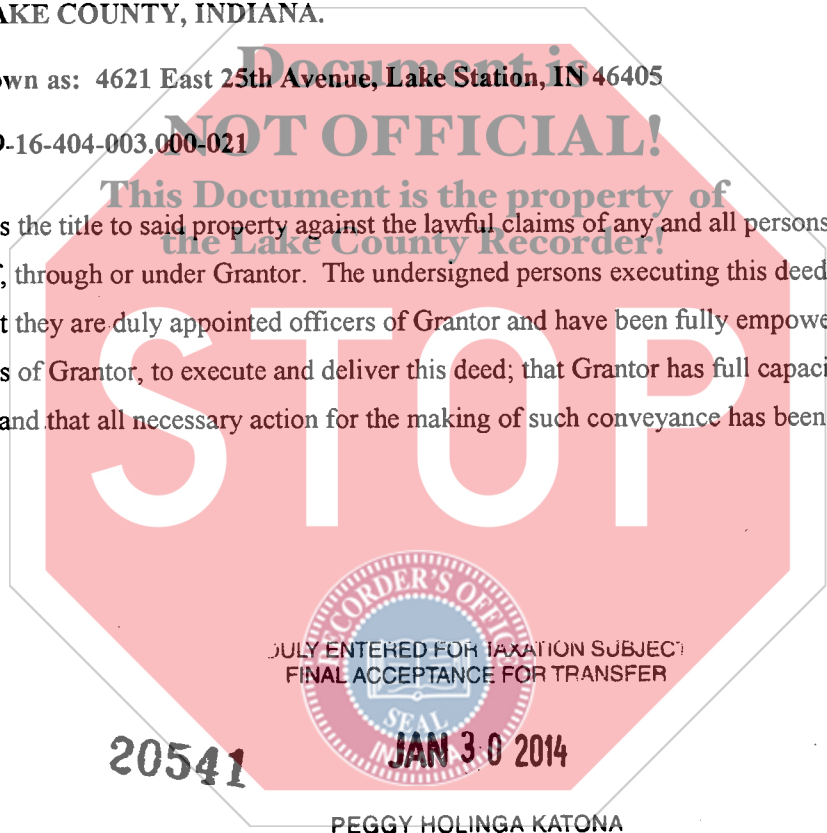 AKE COUNTY, INDIANA.
Document is
own as: 4621 East 25th Avenue, Lake Station, IN 46405
NOT OFFICIAL!
9-16-404-003.000-021
This Document is the property of
s the title to said property against the lawful claims of any and all persons
the Lake County Recorder!
, through or under Grantor. The undersigned persons executing this deed
t they are duly appointed officers of Grantor and have been fully empowe
s of Grantor, to execute and deliver this deed; that Grantor has full capaci
and that all necessary action for the making of such conveyance has been
STOP
RECORDER'S OFFICE
SEAL
INDIANA
DULY ENTERED FOR TAXATION SUBJECT
FINAL ACCEPTANCE FOR TRANSFER
20541
JAN 30 2014
PEGGY HOLINGA KATONA